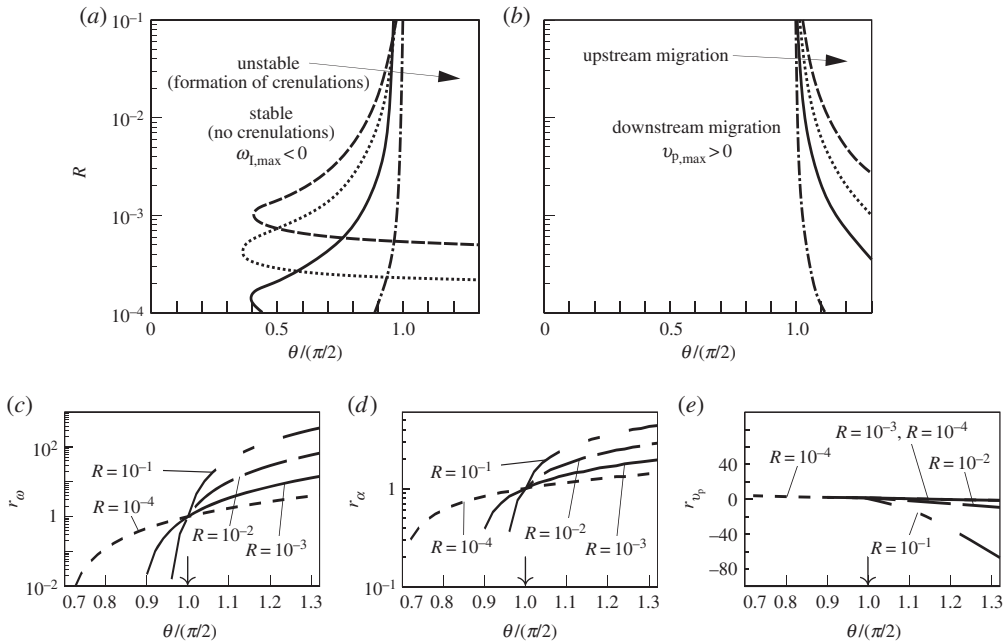 (a)
10⁻¹
10⁻²
10⁻³
10⁻⁴
R
unstable
(formation of crenulations)
stable
(no crenulations)
ω_I,max < 0
0
0.5
1.0
θ/(π/2)
(b)
upstream migration
downstream migration
υ_p,max > 0
0
1.0
θ/(π/2)
(c)
10²
1
10⁻²
r_ω
R = 10⁻¹
R = 10⁻⁴
R = 10⁻²
R = 10⁻³
0.7 0.8 0.9 1.0 1.1 1.2 1.3
θ/(π/2)
(d)
1
10⁻¹
r_α
R = 10⁻¹
R = 10⁻²
R = 10⁻⁴
R = 10⁻³
0.7 0.8 0.9 1.0 1.1 1.2 1.3
θ/(π/2)
(e)
40
0
−40
−80
r_υ_p
R = 10⁻³, R = 10⁻⁴
R = 10⁻⁴
R = 10⁻²
R = 10⁻¹
0.7 0.8 0.9 1.0 1.1 1.2 1.3
θ/(π/2)